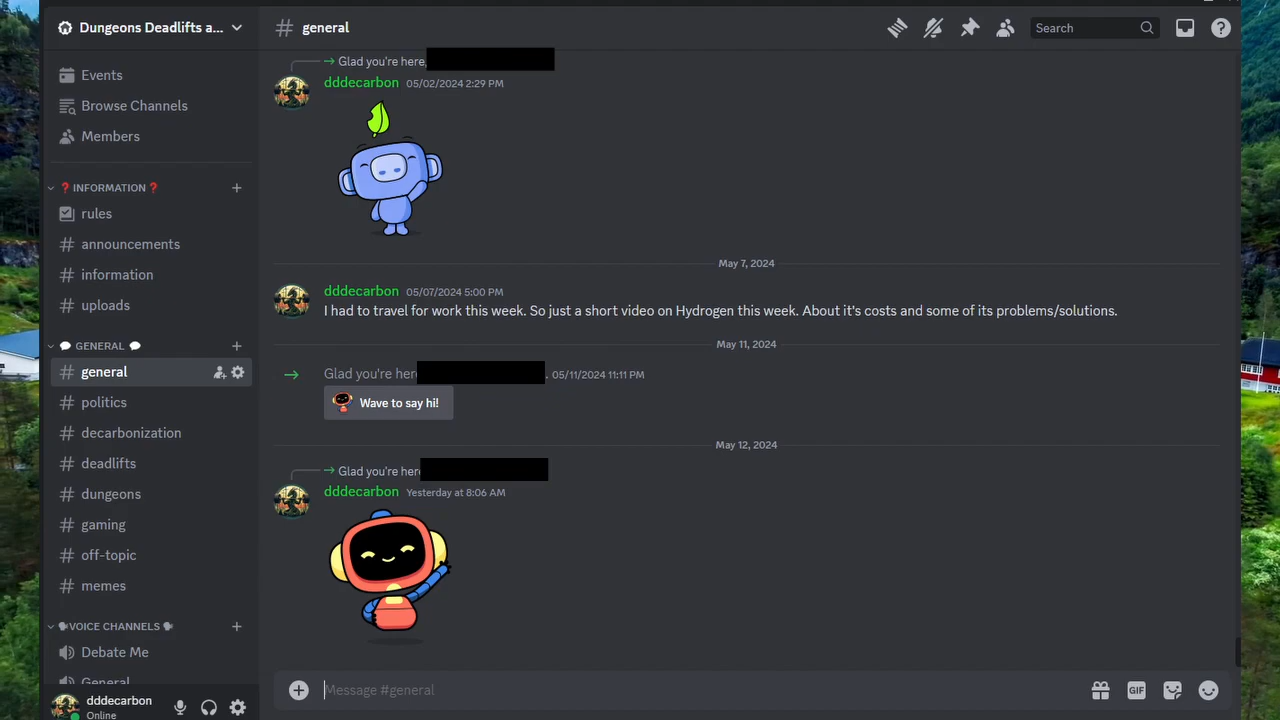 Dungeons Deadlifts a...
Events
Browse Channels
Members
❓ INFORMATION ❓
rules
announcements
information
uploads
💬 GENERAL 💬
general
politics
decarbonization
deadlifts
dungeons
gaming
off-topic
memes
🗣VOICE CHANNELS 🗣
Debate Me
General
dddecarbon
Online
# general
Search
Glad you're here,
dddecarbon 05/02/2024 2:29 PM
May 7, 2024
dddecarbon 05/07/2024 5:00 PM
I had to travel for work this week. So just a short video on Hydrogen this week. About it's costs and some of its problems/solutions.
May 11, 2024
Glad you're here . 05/11/2024 11:11 PM
Wave to say hi!
May 12, 2024
Glad you're here
dddecarbon Yesterday at 8:06 AM
Message #general
GIF